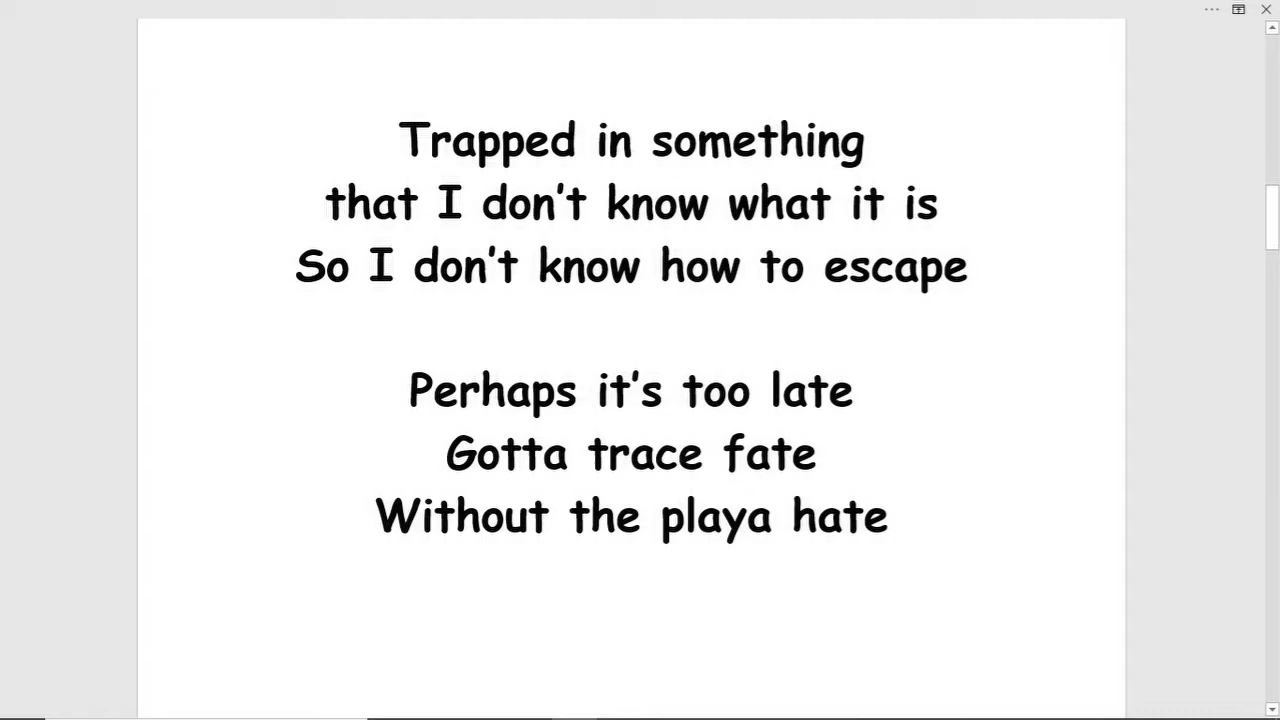 Trapped in something
that I don’t know what it is
So I don’t know how to escape
Perhaps it’s too late
Gotta trace fate
Without the playa hate